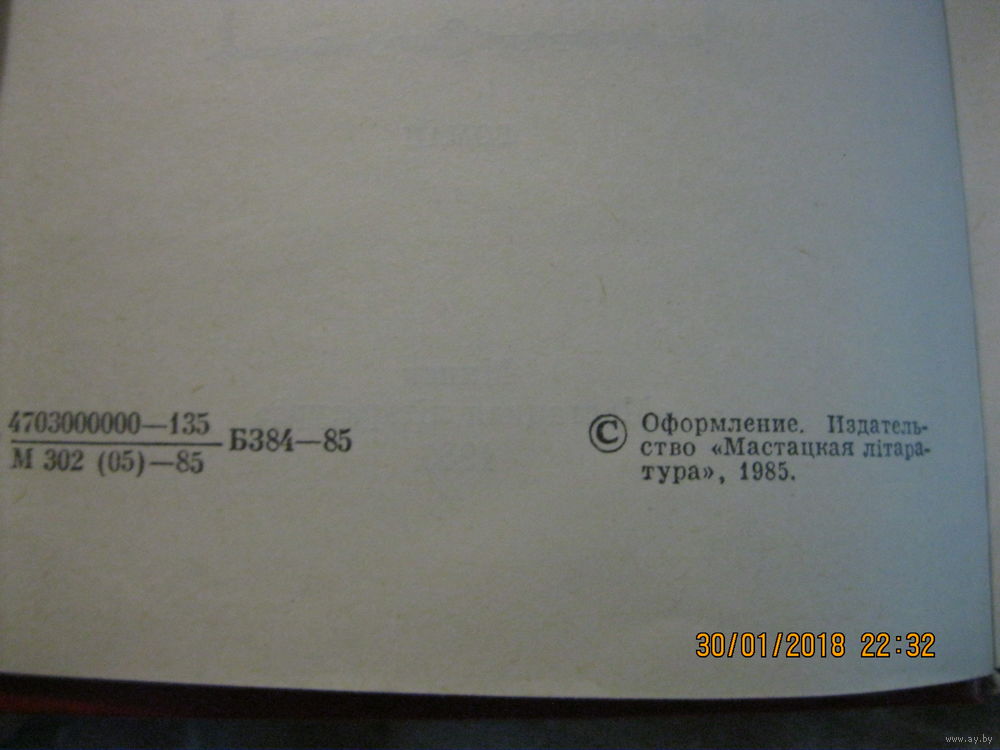 4703000000—135
М 302 (05)—85
Б384—85
© Оформление. Издатель-
ство «Мастацкая лiтара-
тура», 1985.
30/01/2018 22:32
www.ay.by